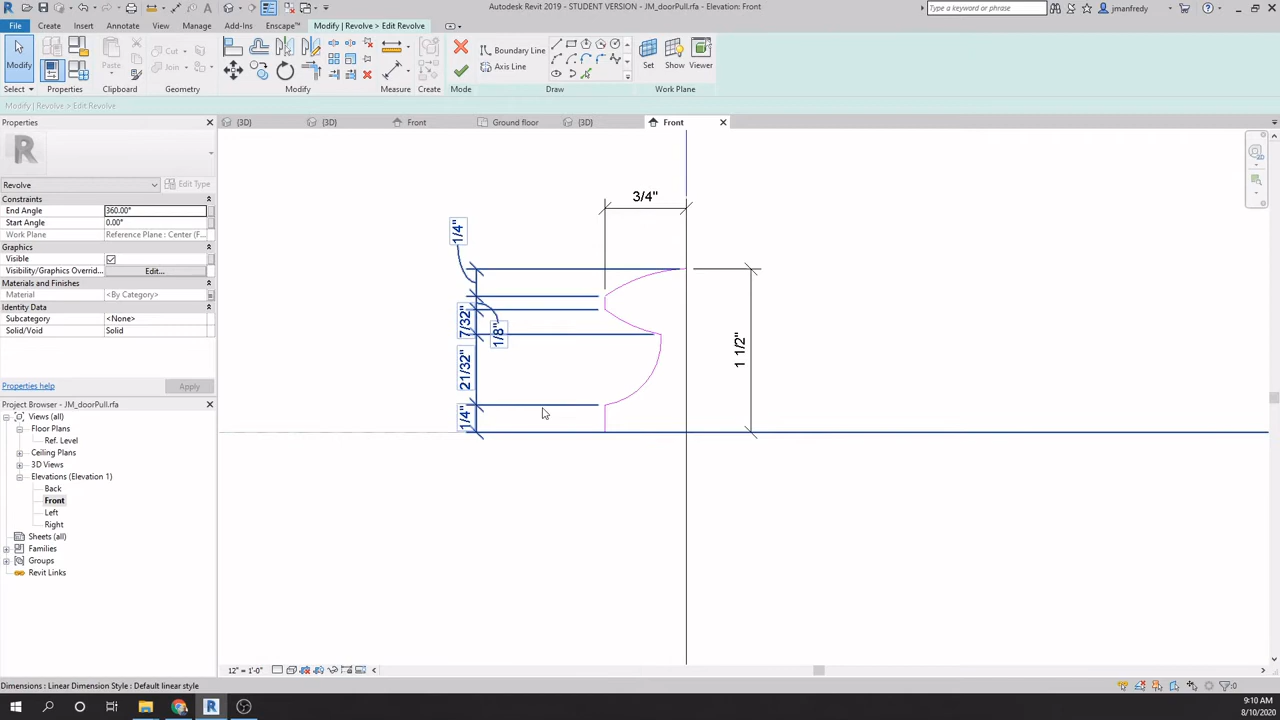 Autodesk Revit 2019 - STUDENT VERSION - JM_doorPull.rfa - Elevation: Front
Type a keyword or phrase
jmanfredy
File Create Insert Annotate View Manage Add-Ins Enscape™ Modify | Revolve > Edit Revolve
Modify
Paste
Cut
Join
Boundary Line
Axis Line
Set Show Viewer
Select Properties Clipboard Geometry Modify Measure Create Mode Draw Work Plane
Modify | Revolve > Edit Revolve
Properties
{3D} {3D} Front Ground floor {3D} Front
Revolve
Edit Type
Constraints
End Angle 360.00°
Start Angle 0.00°
Work Plane Reference Plane : Center (F...
Graphics
Visible
Visibility/Graphics Overrid... Edit...
Materials and Finishes
Material <By Category>
Identity Data
Subcategory <None>
Solid/Void Solid
Properties help
Apply
Project Browser - JM_doorPull.rfa
Views (all)
Floor Plans
Ref. Level
Ceiling Plans
3D Views
Elevations (Elevation 1)
Back
Front
Left
Right
Sheets (all)
Families
Groups
Revit Links
3/4"
1/4"
7/32"
1/8"
21/32"
1/4"
1 1/2"
12" = 1'-0"
Dimensions : Linear Dimension Style : Default linear style
:0
9:10 AM
8/10/2020